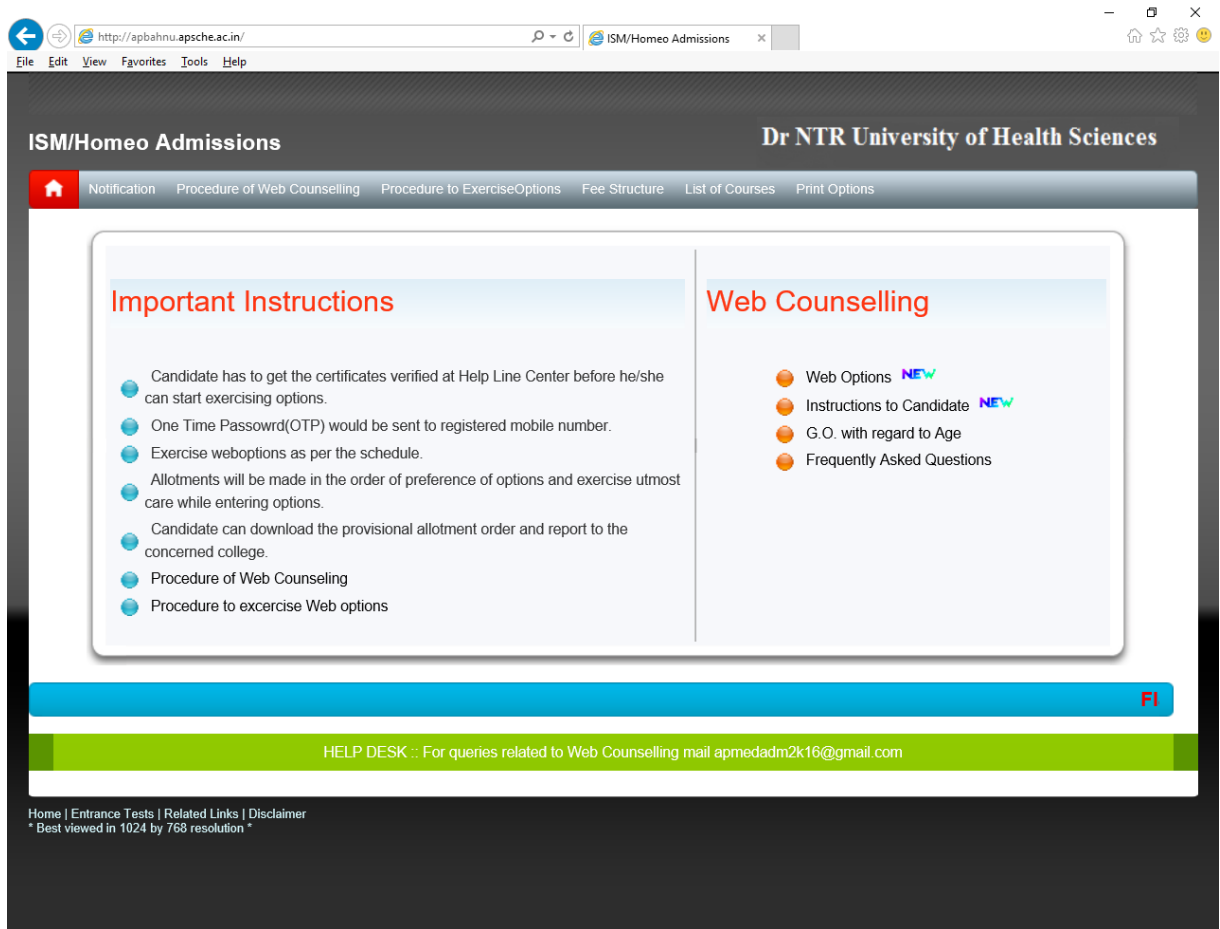 http://apbahnu.apsche.ac.in/
ISM/Homeo Admissions
File Edit View Favorites Tools Help
ISM/Homeo Admissions
Dr NTR University of Health Sciences
Notification Procedure of Web Counselling Procedure to ExerciseOptions Fee Structure List of Courses Print Options
Important Instructions
Candidate has to get the certificates verified at Help Line Center before he/she
can start exercising options.
One Time Passowrd(OTP) would be sent to registered mobile number.
Exercise weboptions as per the schedule.
Allotments will be made in the order of preference of options and exercise utmost
care while entering options.
Candidate can download the provisional allotment order and report to the
concerned college.
Procedure of Web Counseling
Procedure to excercise Web options
Web Counselling
Web Options NEW
Instructions to Candidate NEW
G.O. with regard to Age
Frequently Asked Questions
FI
HELP DESK :: For queries related to Web Counselling mail apmedadm2k16@gmail.com
Home | Entrance Tests | Related Links | Disclaimer
* Best viewed in 1024 by 768 resolution *